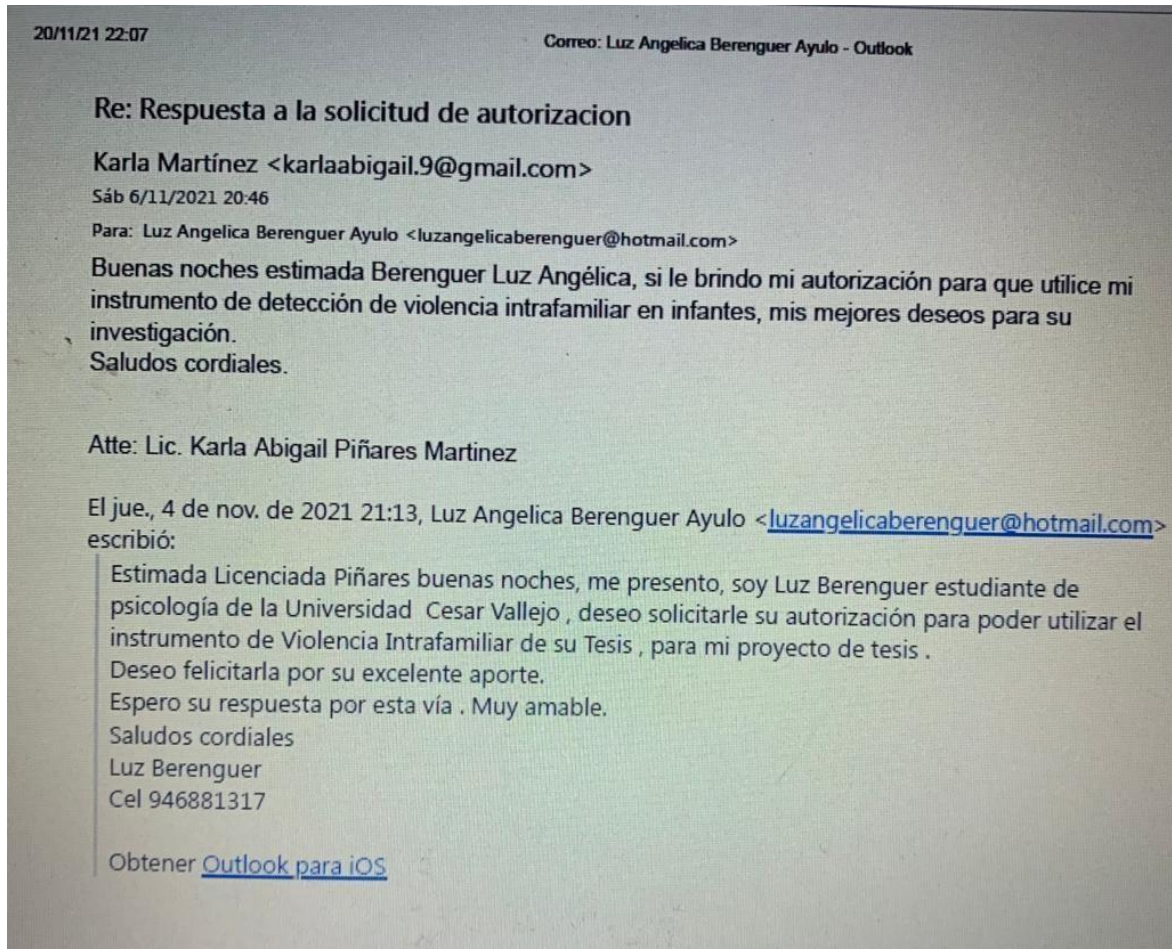 20/11/21 22:07
Correo: Luz Angelica Berenguer Ayulo - Outlook
Re: Respuesta a la solicitud de autorizacion
Karla Martínez <karlaabigail.9@gmail.com>
Sáb 6/11/2021 20:46
Para: Luz Angelica Berenguer Ayulo <luzangelicaberenguer@hotmail.com>
Buenas noches estimada Berenguer Luz Angélica, si le brindo mi autorización para que utilice mi
instrumento de detección de violencia intrafamiliar en infantes, mis mejores deseos para su
investigación.
Saludos cordiales.
Atte: Lic. Karla Abigail Piñares Martinez
El jue., 4 de nov. de 2021 21:13, Luz Angelica Berenguer Ayulo <luzangelicaberenguer@hotmail.com>
escribió:
Estimada Licenciada Piñares buenas noches, me presento, soy Luz Berenguer estudiante de
psicología de la Universidad  Cesar Vallejo , deseo solicitarle su autorización para poder utilizar el
instrumento de Violencia Intrafamiliar de su Tesis , para mi proyecto de tesis .
Deseo felicitarla por su excelente aporte.
Espero su respuesta por esta vía . Muy amable.
Saludos cordiales
Luz Berenguer
Cel 946881317
Obtener Outlook para iOS